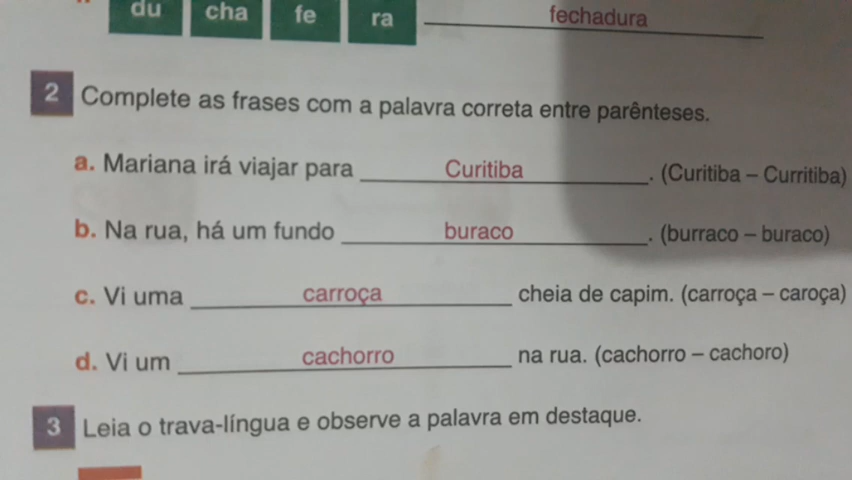 du cha fe ra fechadura
2 Complete as frases com a palavra correta entre parênteses.
a. Mariana irá viajar para Curitiba. (Curitiba – Curritiba)
b. Na rua, há um fundo buraco. (burraco – buraco)
c. Vi uma carroça cheia de capim. (carroça – caroça)
d. Vi um cachorro na rua. (cachorro – cachoro)
3 Leia o trava-língua e observe a palavra em destaque.